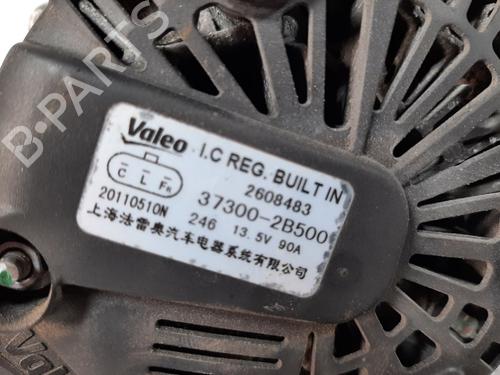 B-PARTS
Valeo I.C REG. BUILT IN
C L FR 2608483
37300-2B500
20110510N 246 13.5V 90A
上海法雷奥汽车电器系统有限公司
Valeo